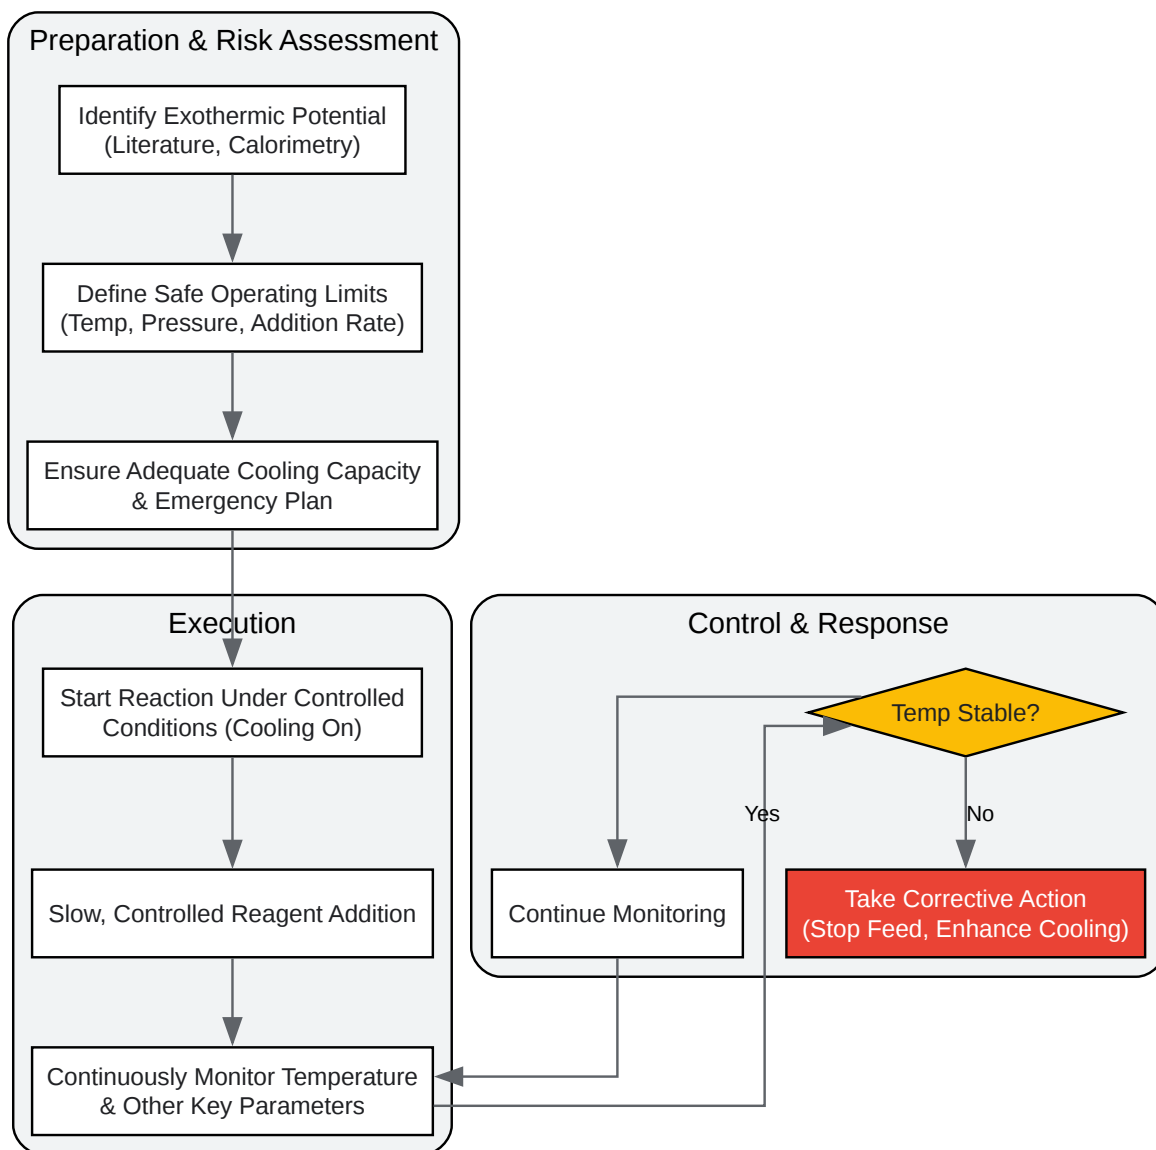 Preparation & Risk Assessment
Identify Exothermic Potential
(Literature, Calorimetry)
Define Safe Operating Limits
(Temp, Pressure, Addition Rate)
Ensure Adequate Cooling Capacity
& Emergency Plan
Execution
Start Reaction Under Controlled
Conditions (Cooling On)
Slow, Controlled Reagent Addition
Continuously Monitor Temperature
& Other Key Parameters
Control & Response
Temp Stable?
Yes
No
Continue Monitoring
Take Corrective Action
(Stop Feed, Enhance Cooling)